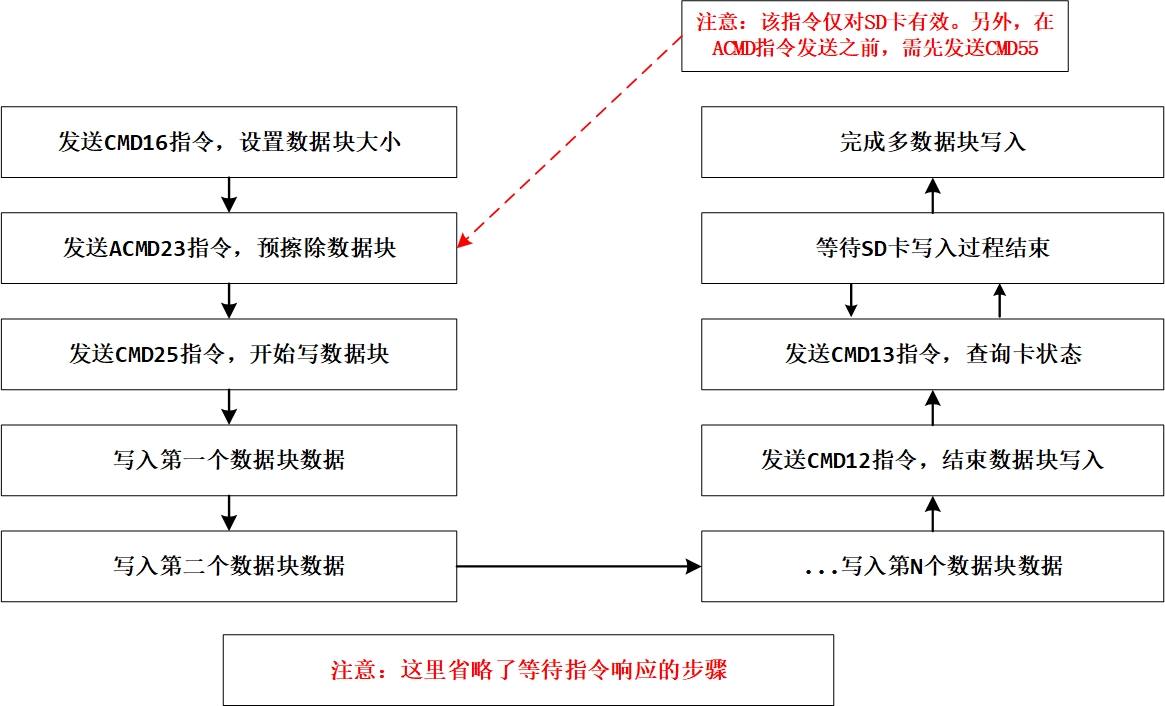 注意：该指令仅对SD卡有效。另外，在
ACMD指令发送之前，需先发送CMD55
发送CMD16指令，设置数据块大小
发送ACMD23指令，预擦除数据块
发送CMD25指令，开始写数据块
写入第一个数据块数据
写入第二个数据块数据
...写入第N个数据块数据
发送CMD12指令，结束数据块写入
发送CMD13指令，查询卡状态
等待SD卡写入过程结束
完成多数据块写入
注意：这里省略了等待指令响应的步骤